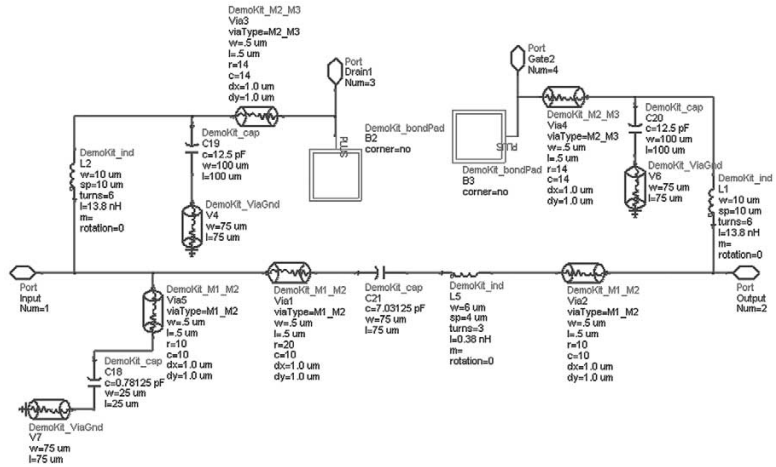 DemoKit_M2_M3
Via3
viaType=M2_M3
w=.5 um
l=.5 um
r=14
c=14
dx=1.0 um
dy=1.0 um
Port
Drain1
Num=3
Port
Gate2
Num=4
DemoKit_cap
C19
c=12.5 pF
w=100 um
l=100 um
DemoKit_ind
L2
w=10 um
sp=10 um
turns=6
l=13.8 nH
m=
rotation=0
DemoKit_ViaGnd
V4
w=75 um
l=75 um
PLUS
DemoKit_bondPad
B2
corner=no
PLUS
DemoKit_bondPad
B3
corner=no
DemoKit_M2_M3
Via4
viaType=M2_M3
w=.5 um
l=.5 um
r=14
c=14
dx=1.0 um
dy=1.0 um
DemoKit_cap
C20
c=12.5 pF
w=100 um
l=100 um
DemoKit_ViaGnd
V6
w=75 um
l=75 um
DemoKit_ind
L1
w=10 um
sp=10 um
turns=6
l=13.8 nH
m=
rotation=0
Port
Input
Num=1
DemoKit_M1_M2
Via5
viaType=M1_M2
w=.5 um
l=.5 um
r=10
c=10
dx=1.0 um
dy=1.0 um
DemoKit_M1_M2
Via1
viaType=M1_M2
w=.5 um
l=.5 um
r=20
c=10
dx=1.0 um
dy=1.0 um
DemoKit_cap
C21
c=7.03125 pF
w=75 um
l=75 um
DemoKit_ind
L5
w=6 um
sp=4 um
turns=3
l=0.38 nH
m=
rotation=0
DemoKit_M1_M2
Via2
viaType=M1_M2
w=.5 um
l=.5 um
r=10
c=10
dx=1.0 um
dy=1.0 um
Port
Output
Num=2
DemoKit_cap
C18
c=0.78125 pF
w=25 um
l=25 um
DemoKit_ViaGnd
V7
w=75 um
l=75 um